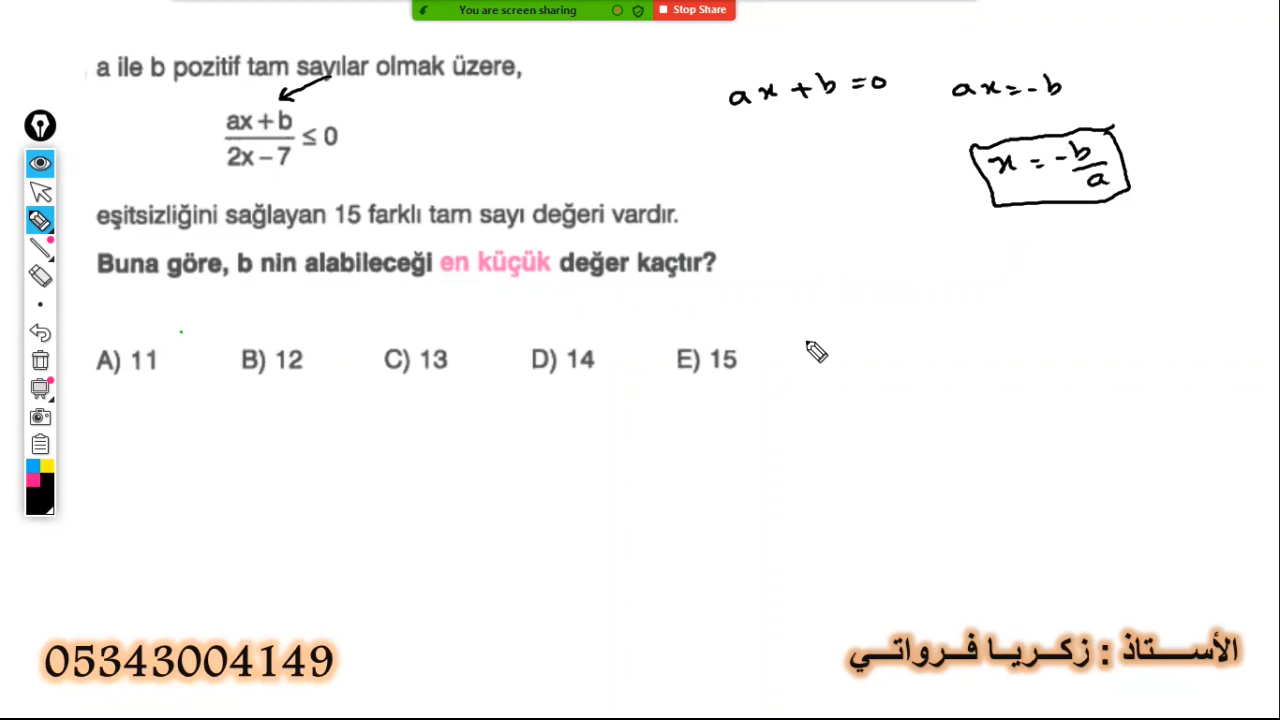 You are screen sharing
Stop Share
a ile b pozitif tam sayılar olmak üzere,
ax + b
2x – 7
≤ 0
ax + b = 0
ax = -b
x = -b/a
eşitsizliğini sağlayan 15 farklı tam sayı değeri vardır.
Buna göre, b nin alabileceği en küçük değer kaçtır?
A) 11 B) 12 C) 13 D) 14 E) 15
05343004149
الأستاذ : زكريا فرواتي